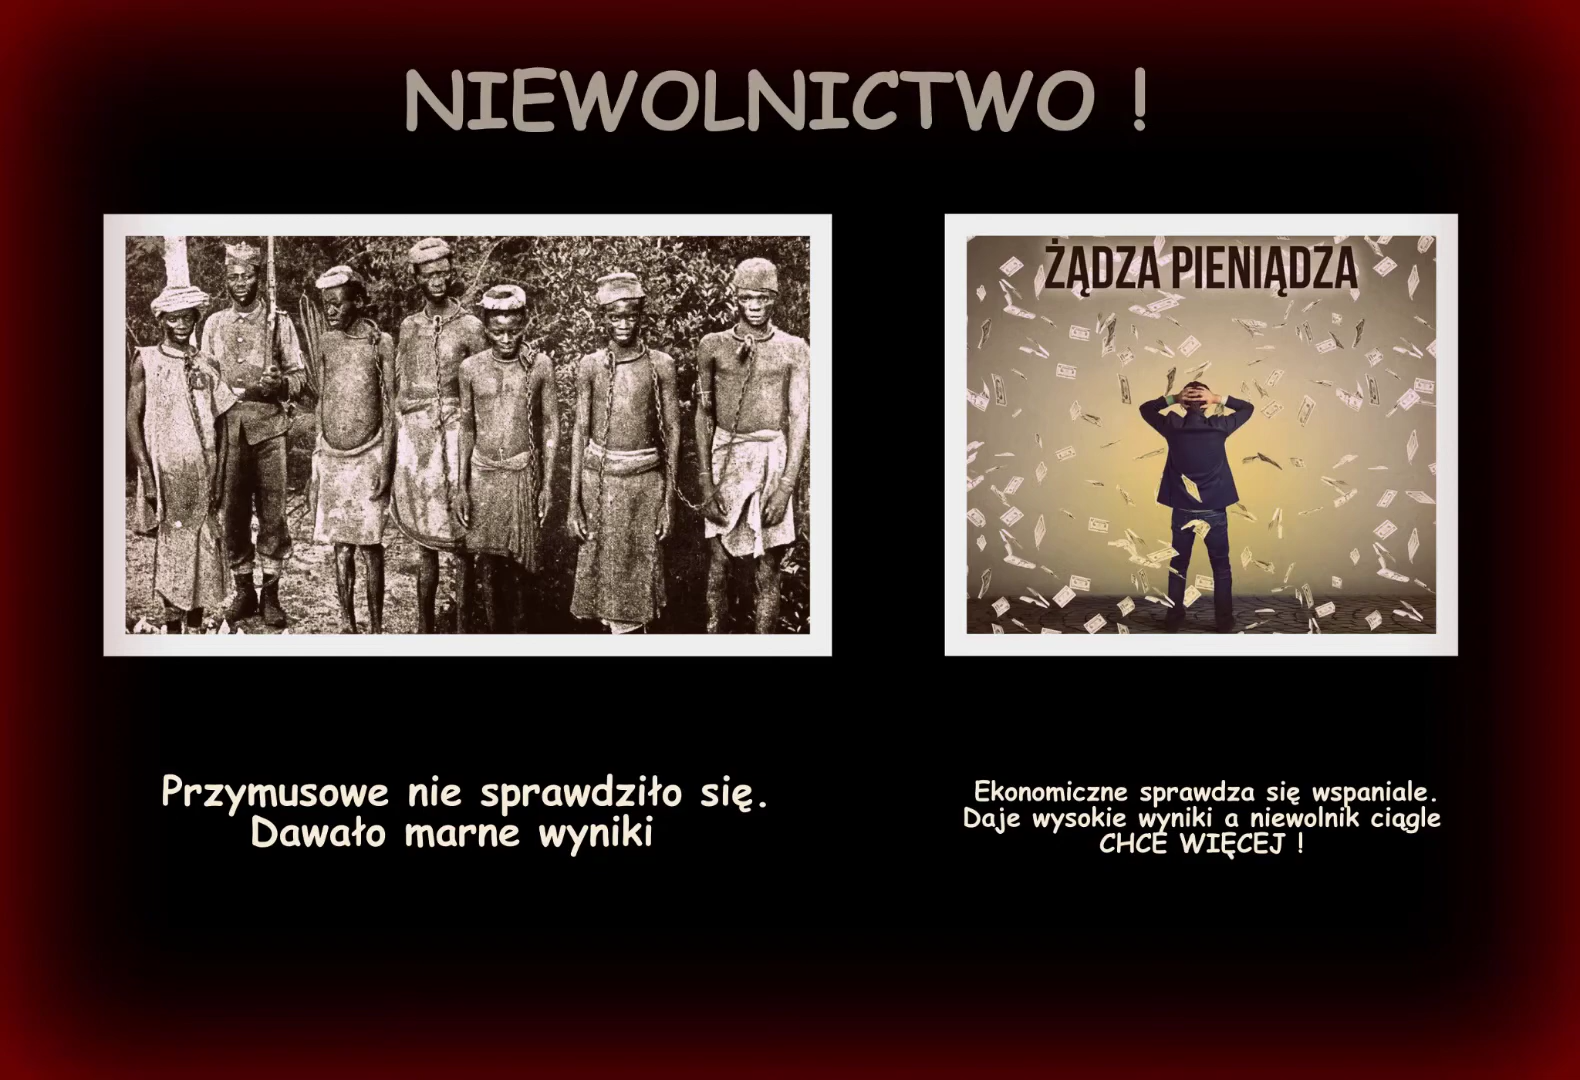 NIEWOLNICTWO !
ŻĄDZA PIENIĄDZA
Przymusowe nie sprawdziło się.
Dawało marne wyniki
Ekonomiczne sprawdza się wspaniale.
Daje wysokie wyniki a niewolnik ciągle
CHCE WIĘCEJ !